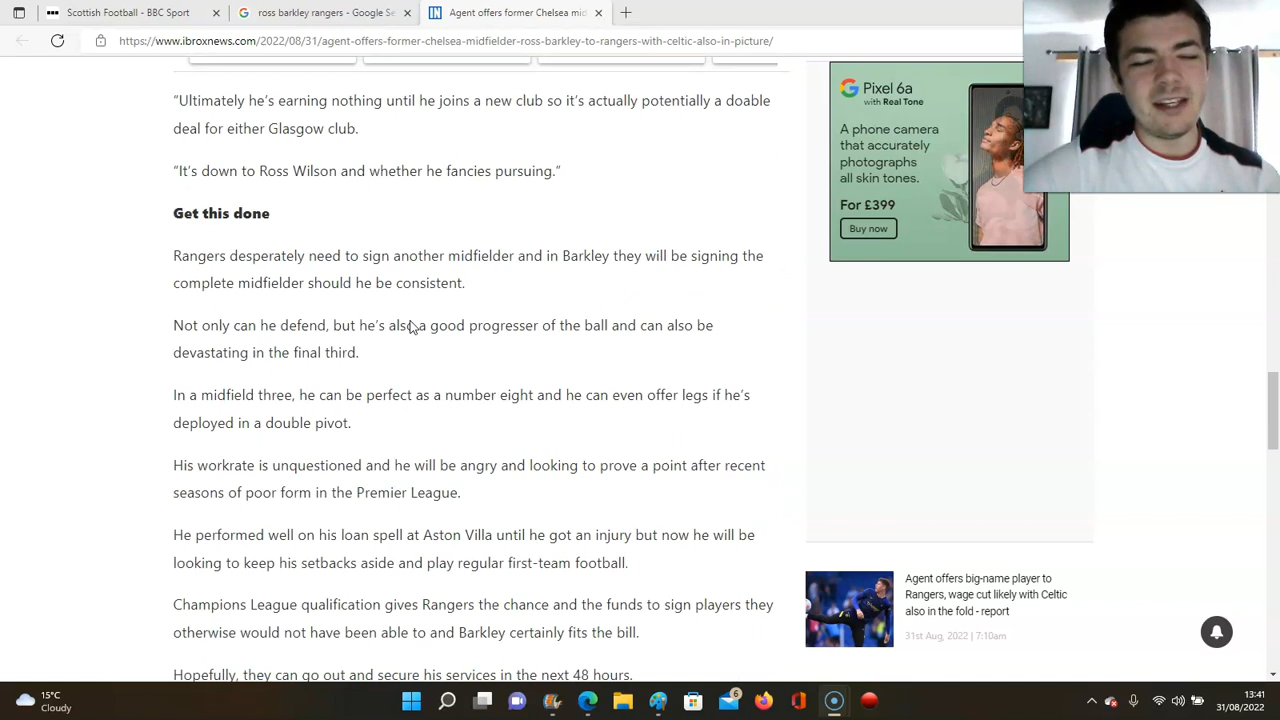 Scottish Football - BBC Sport
ross barkley rangers - Google Se
IN
Agent offers former Chelsea mid
https://www.ibroxnews.com/2022/08/31/agent-offers-former-chelsea-midfielder-ross-barkley-to-rangers-with-celtic-also-in-picture/
“Ultimately he’s earning nothing until he joins a new club so it’s actually potentially a doable
deal for either Glasgow club.
“It’s down to Ross Wilson and whether he fancies pursuing.”
Get this done
Rangers desperately need to sign another midfielder and in Barkley they will be signing the
complete midfielder should he be consistent.
Not only can he defend, but he’s also a good progresser of the ball and can also be
devastating in the final third.
In a midfield three, he can be perfect as a number eight and he can even offer legs if he’s
deployed in a double pivot.
His workrate is unquestioned and he will be angry and looking to prove a point after recent
seasons of poor form in the Premier League.
He performed well on his loan spell at Aston Villa until he got an injury but now he will be
looking to keep his setbacks aside and play regular first-team football.
Champions League qualification gives Rangers the chance and the funds to sign players they
otherwise would not have been able to and Barkley certainly fits the bill.
Hopefully, they can go out and secure his services in the next 48 hours.
Pixel 6a
with Real Tone
A phone camera
that accurately
photographs
all skin tones.
For £399
Buy now
Agent offers big-name player to
Rangers, wage cut likely with Celtic
also in the fold - report
31st Aug, 2022 | 7:10am
15°C
Cloudy
6
13:41
31/08/2022